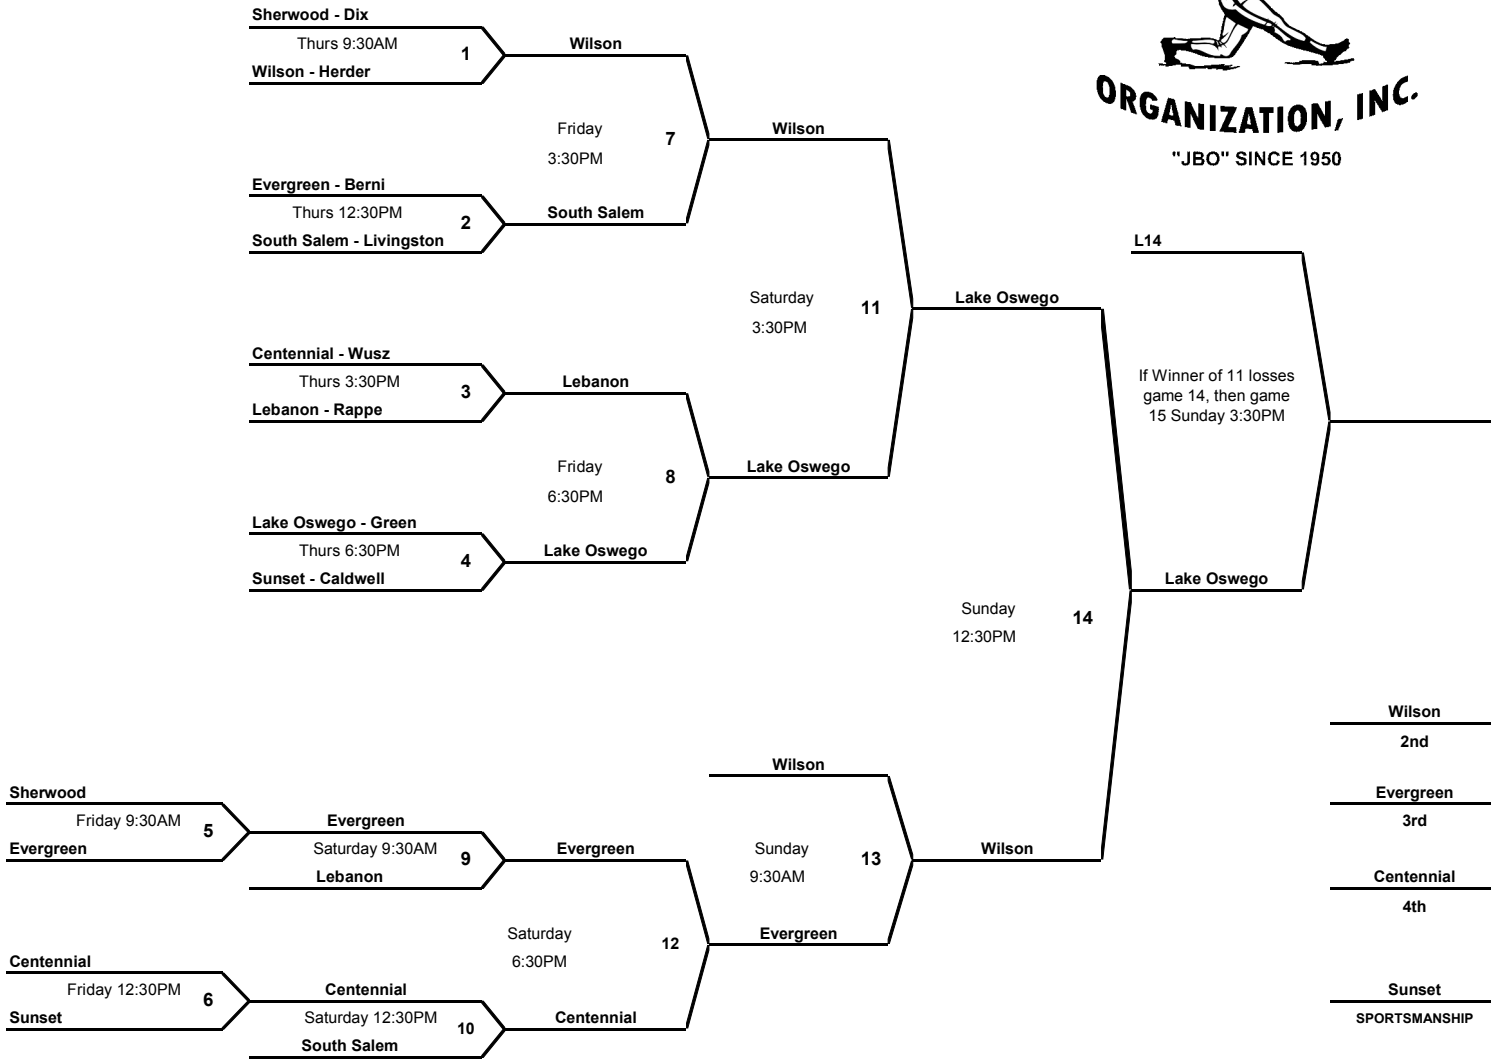 Sherwood - Dix
Thurs 9:30AM
1
Wilson - Herder
Wilson
Friday
3:30PM
7
Evergreen - Berni
Thurs 12:30PM
2
South Salem - Livingston
South Salem
Wilson
Saturday
3:30PM
11
Centennial - Wusz
Thurs 3:30PM
3
Lebanon - Rappe
Lebanon
Friday
6:30PM
8
Lake Oswego - Green
Thurs 6:30PM
4
Sunset - Caldwell
Lake Oswego
Lake Oswego
Lake Oswego
ORGANIZATION, INC.
"JBO" SINCE 1950
L14
If Winner of 11 losses
game 14, then game
15 Sunday 3:30PM
Lake Oswego
Sunday
12:30PM
14
Sherwood
Friday 9:30AM
5
Evergreen
Evergreen
Saturday 9:30AM
9
Lebanon
Evergreen
Saturday
6:30PM
12
Centennial
Friday 12:30PM
6
Sunset
Centennial
Saturday 12:30PM
10
South Salem
Centennial
Wilson
Sunday
9:30AM
13
Evergreen
Wilson
Wilson
2nd
Evergreen
3rd
Centennial
4th
Sunset
SPORTSMANSHIP